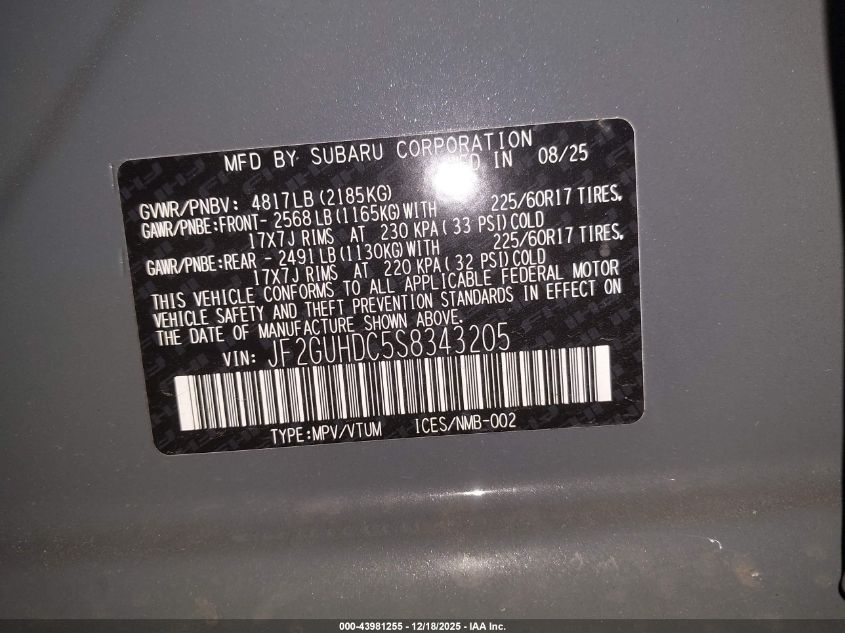 MFD BY SUBARU CORPORATION
IN 08/25
GVWR/PNBV: 4817LB (2185KG)
GAWR/PNBE:FRONT- 2568 LB (1165KG) WITH 225/60R17 TIRES,
17X7J RIMS AT 230 KPA ( 33 PSI) COLD
GAWR/PNBE:REAR - 2491 LB (1130KG) WITH 225/60R17 TIRES,
17X7J RIMS AT 220 KPA ( 32 PSI) COLD
THIS VEHICLE CONFORMS TO ALL APPLICABLE FEDERAL MOTOR
VEHICLE SAFETY AND THEFT PREVENTION STANDARDS IN EFFECT ON
THE DATE OF MANUFACTURE SHOWN ABOVE.
VIN: JF2GUHDC5S8343205
TYPE:MPV/VTUM ICES/NMB-002
000-43981255 - 12/18/2025 - IAA Inc.